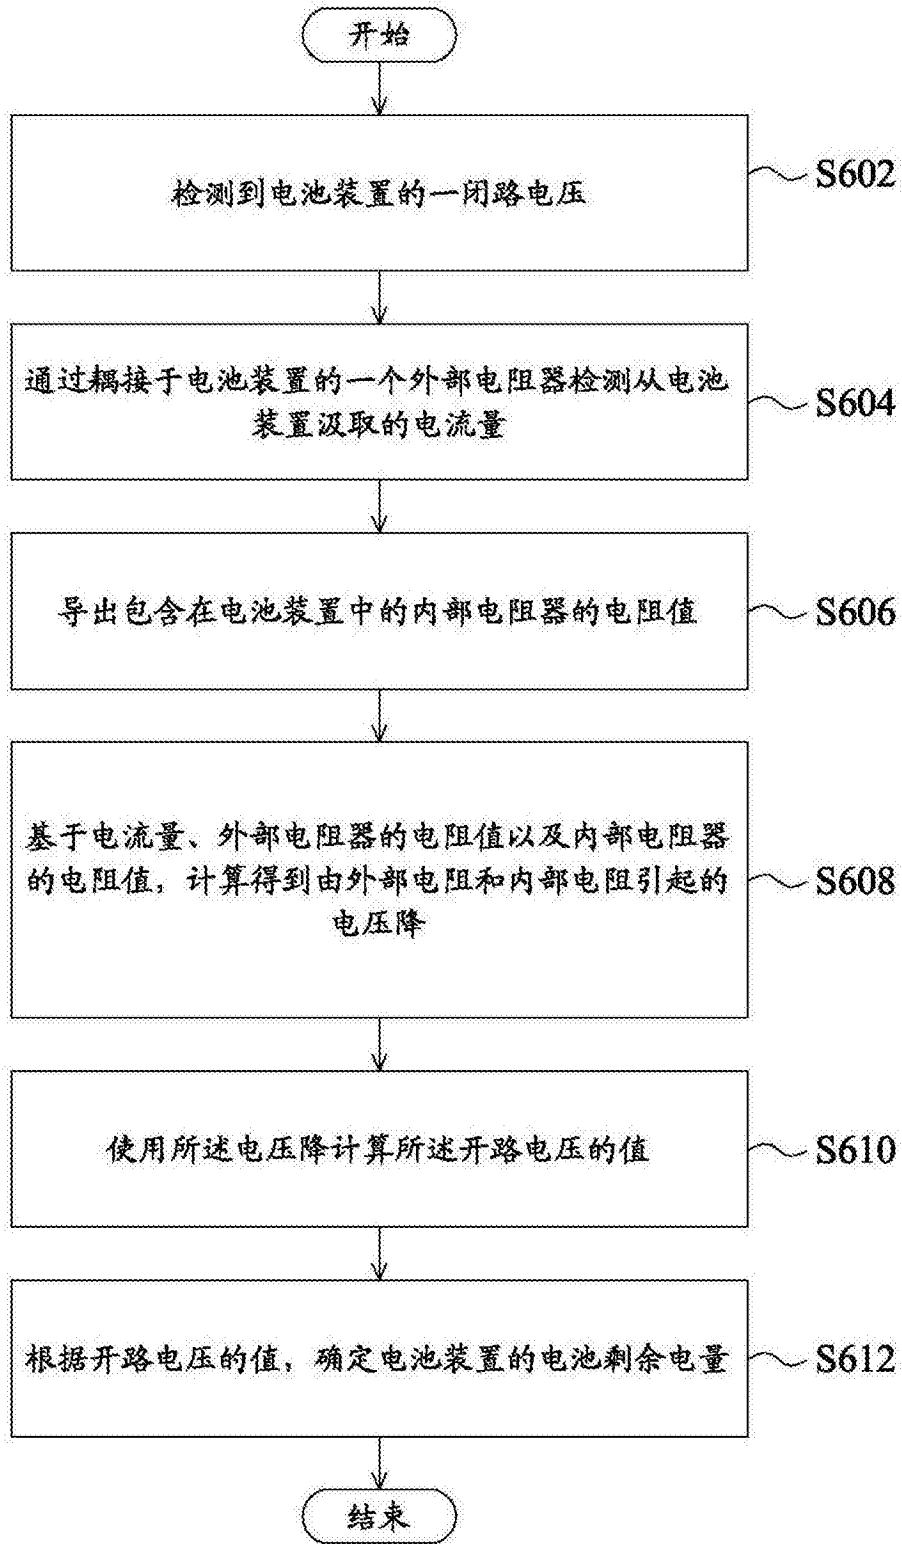 开始
检测到电池装置的一闭路电压
S602
通过耦接于电池装置的一个外部电阻器检测从电池
装置汲取的电流量
S604
导出包含在电池装置中的内部电阻器的电阻值
S606
基于电流量、外部电阻器的电阻值以及内部电阻器
的电阻值，计算得到由外部电阻和内部电阻引起的
电压降
S608
使用所述电压降计算所述开路电压的值
S610
根据开路电压的值，确定电池装置的电池剩余电量
S612
结束